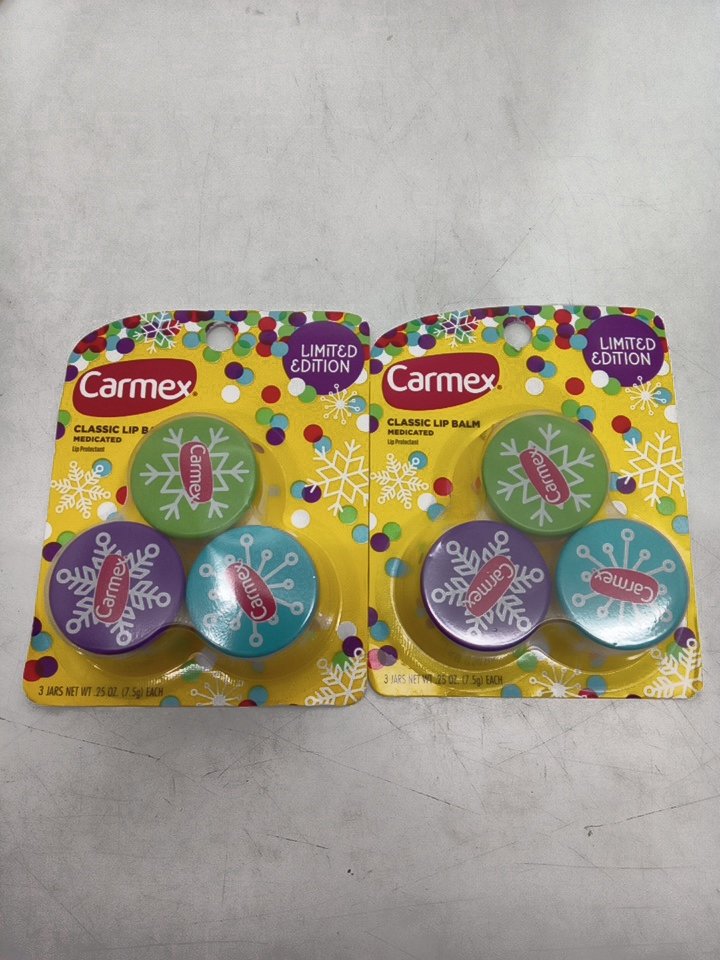 LIMITED
EDITION
Carmex
CLASSIC LIP BA
MEDICATED
Lip Protectant
Carmex
Carmex
Carmex
3 JARS NET WT .25 OZ. (7.5g) EACH
LIMITED
EDITION
Carmex
CLASSIC LIP BALM
MEDICATED
Lip Protectant
Carmex
Carmex
Carmex
3 JARS NET WT .25 OZ. (7.5g) EACH